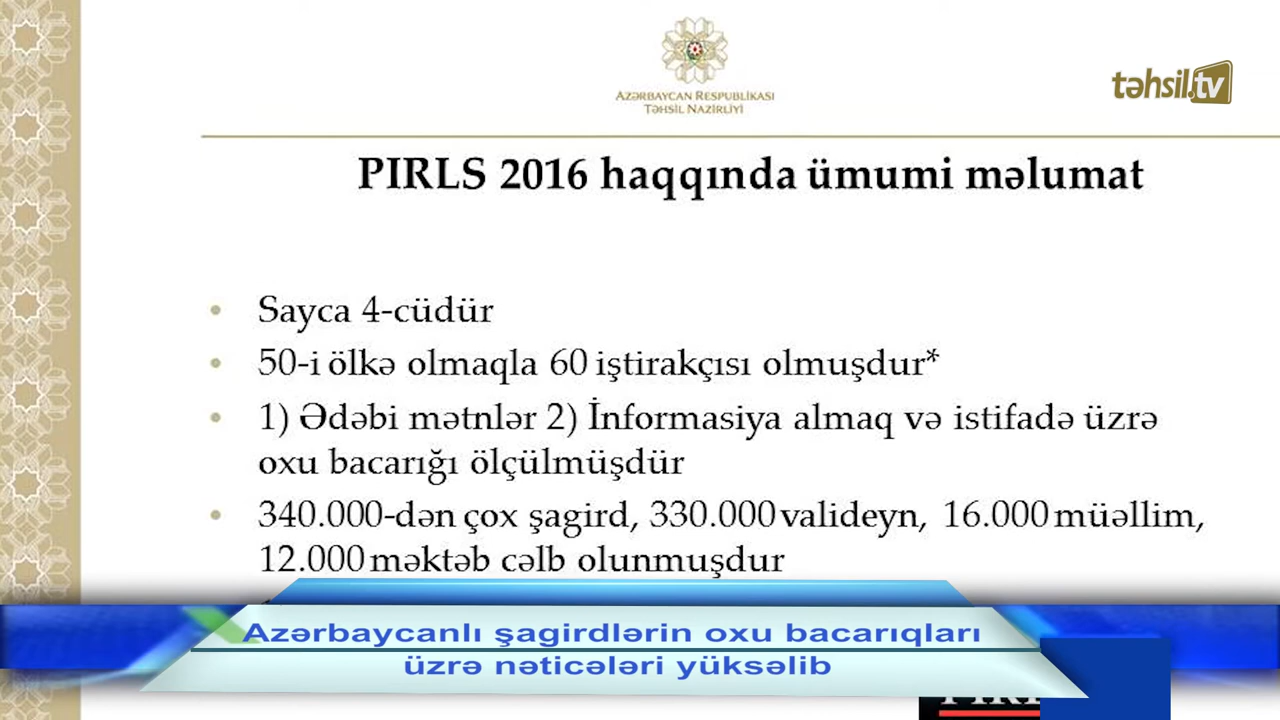 AZƏRBAYCAN RESPUBLİKASI
TƏHSİL NAZİRLİYİ
təhsil.tv
PIRLS 2016 haqqında ümumi məlumat
• Sayca 4-cüdür
• 50-i ölkə olmaqla 60 iştirakçısı olmuşdur*
• 1) Ədəbi mətnlər 2) İnformasiya almaq və istifadə üzrə
oxu bacarığı ölçülmüşdür
• 340.000-dən çox şagird, 330.000 valideyn, 16.000 müəllim,
12.000 məktəb cəlb olunmuşdur
Azərbaycanlı şagirdlərin oxu bacarıqları
üzrə nəticələri yüksəlib